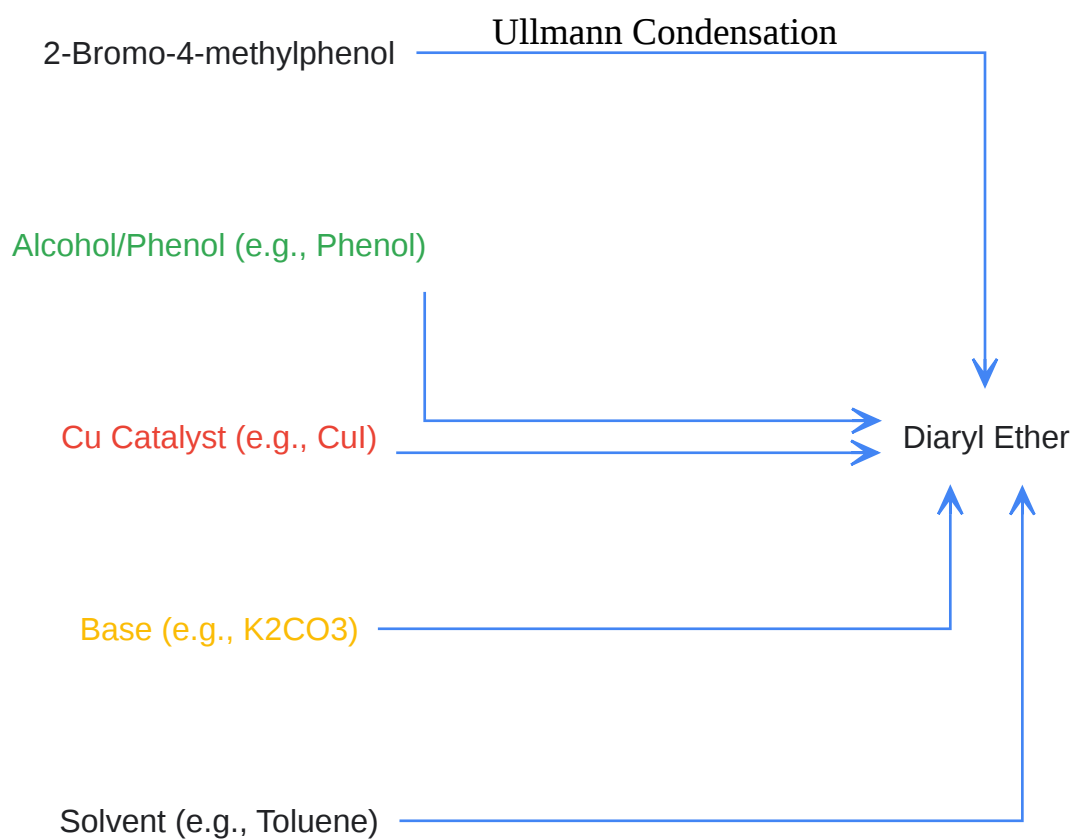 Ullmann Condensation
2-Bromo-4-methylphenol
Alcohol/Phenol (e.g., Phenol)
Cu Catalyst (e.g., CuI)
Diaryl Ether
Base (e.g., K2CO3)
Solvent (e.g., Toluene)